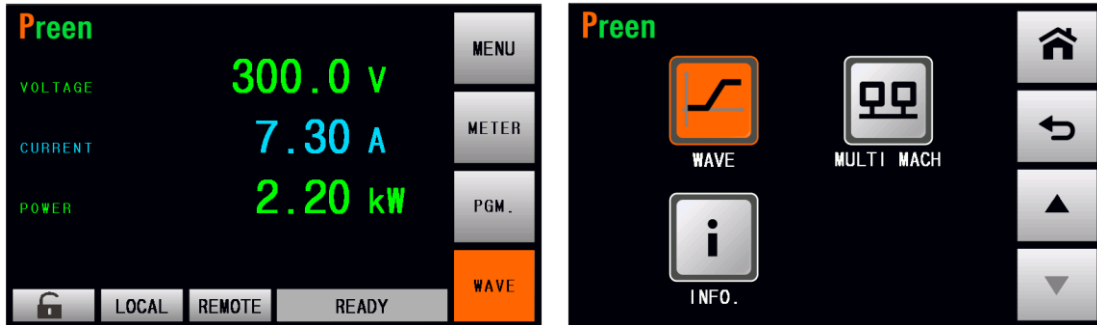 Preen
VOLTAGE 300.0 V
CURRENT 7.30 A
POWER 2.20 kW
LOCAL REMOTE READY
MENU
METER
PGM.
WAVE
Preen
WAVE MULTI MACH
INFO.